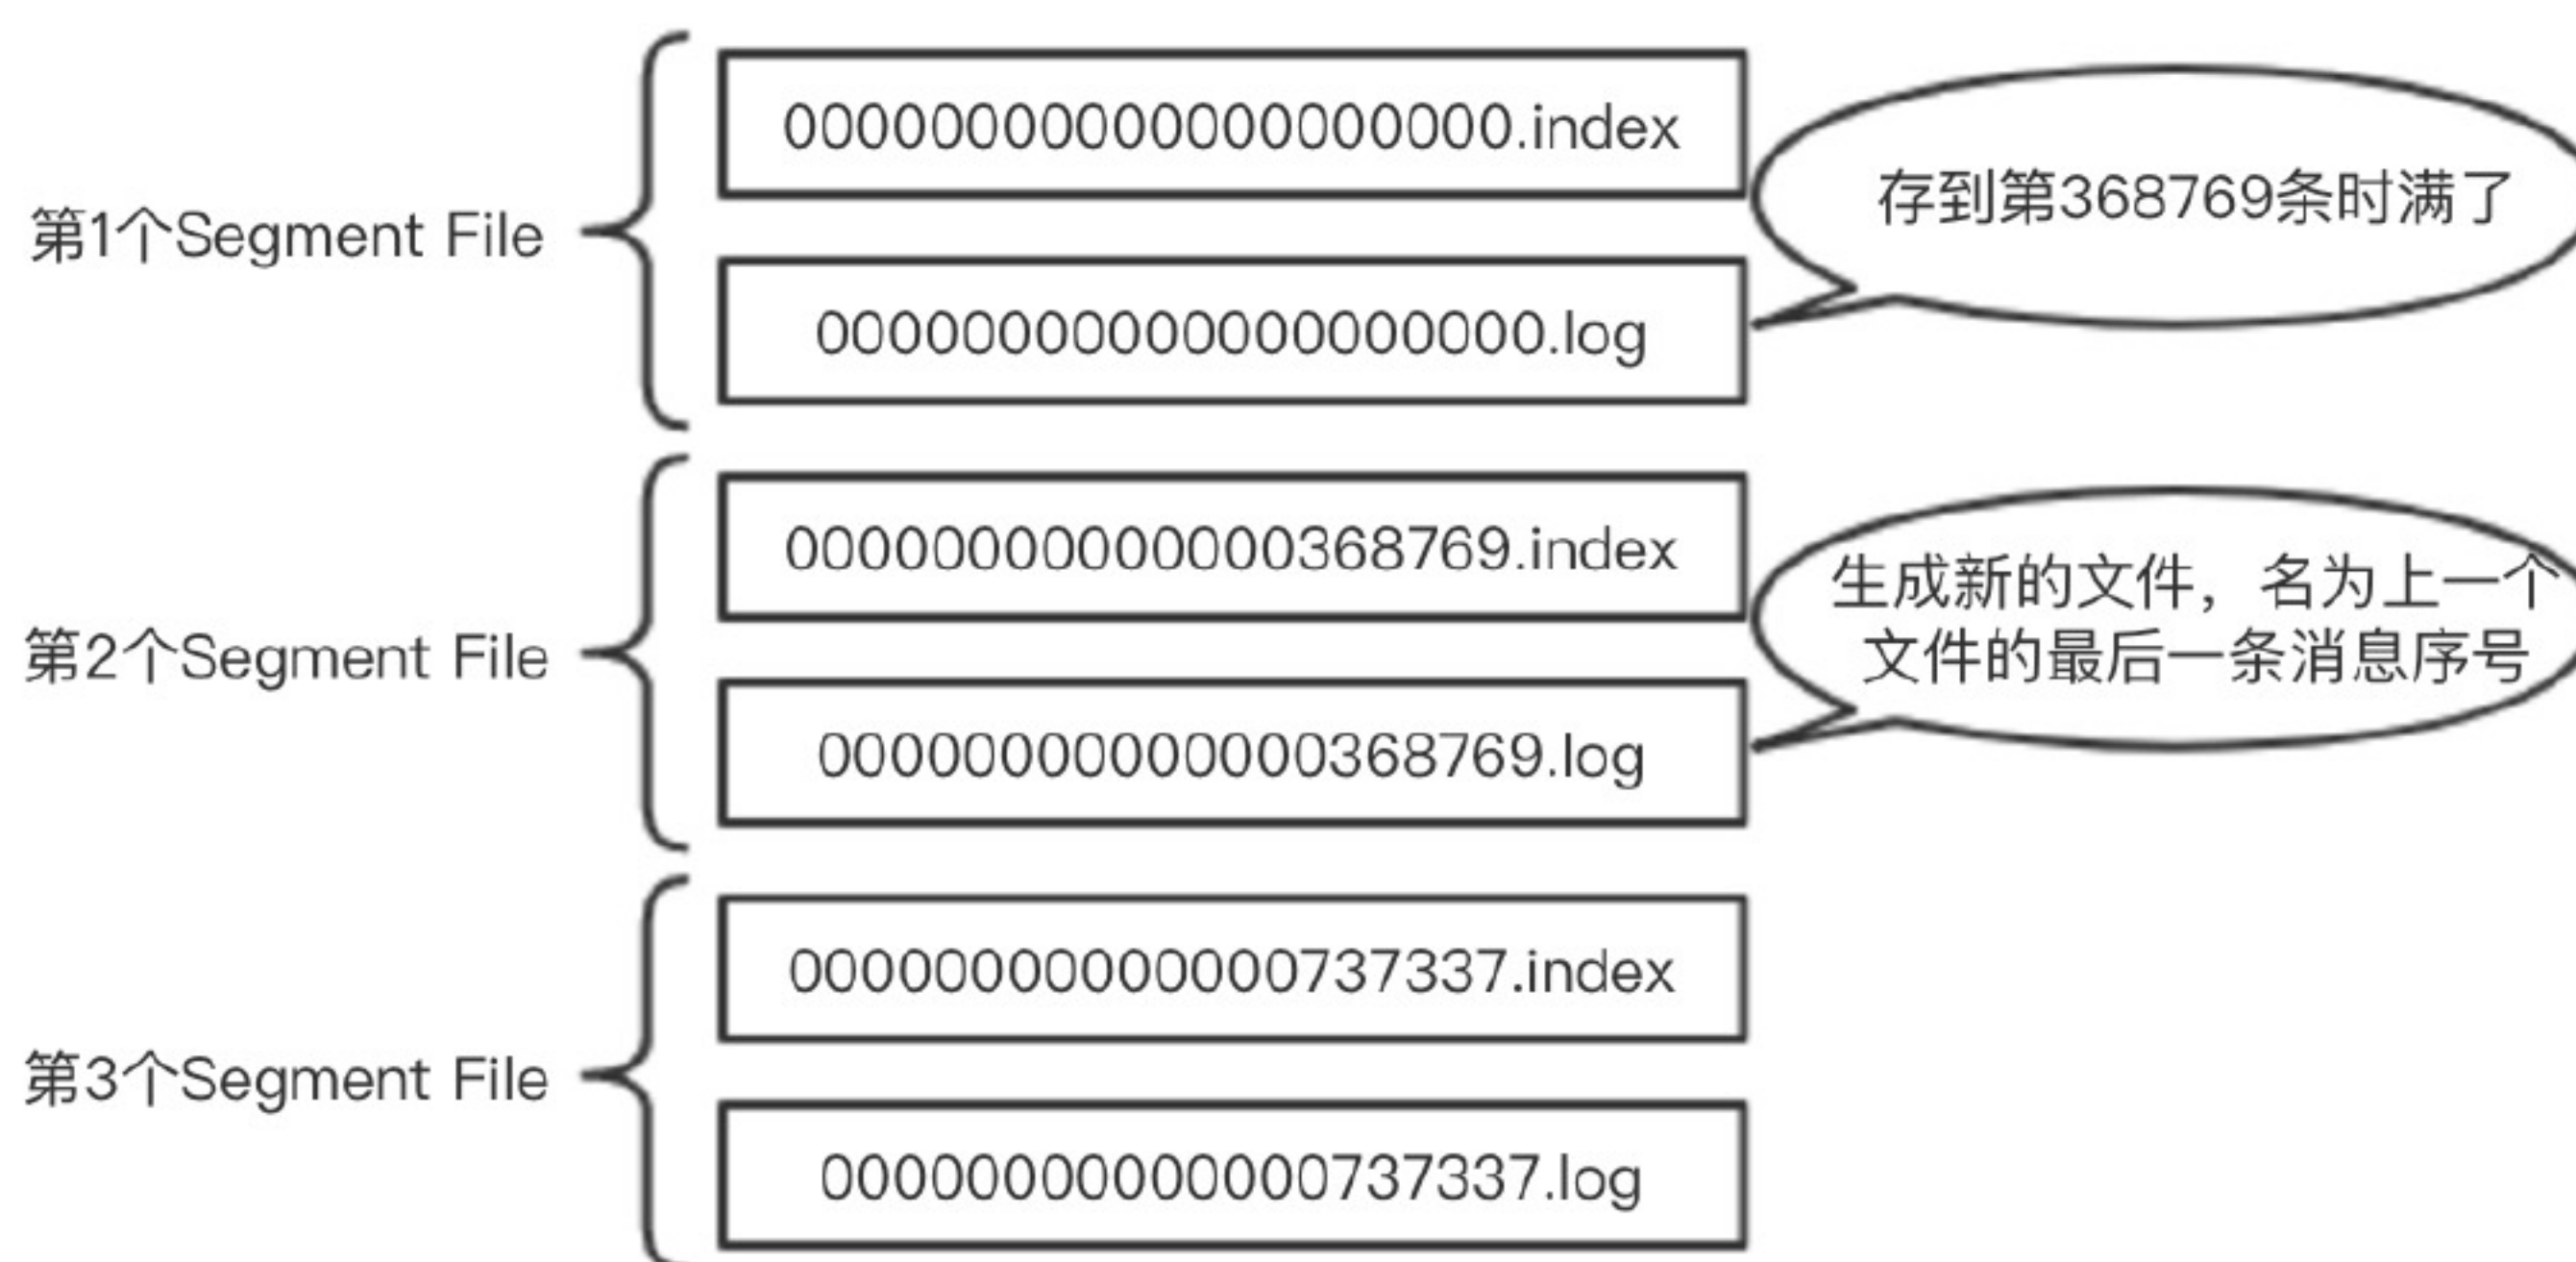 第1个Segment File
00000000000000000000.index
00000000000000000000.log
存到第368769条时满了
第2个Segment File
00000000000000368769.index
00000000000000368769.log
生成新的文件，名为上一个
文件的最后一条消息序号
第3个Segment File
00000000000000737337.index
00000000000000737337.log